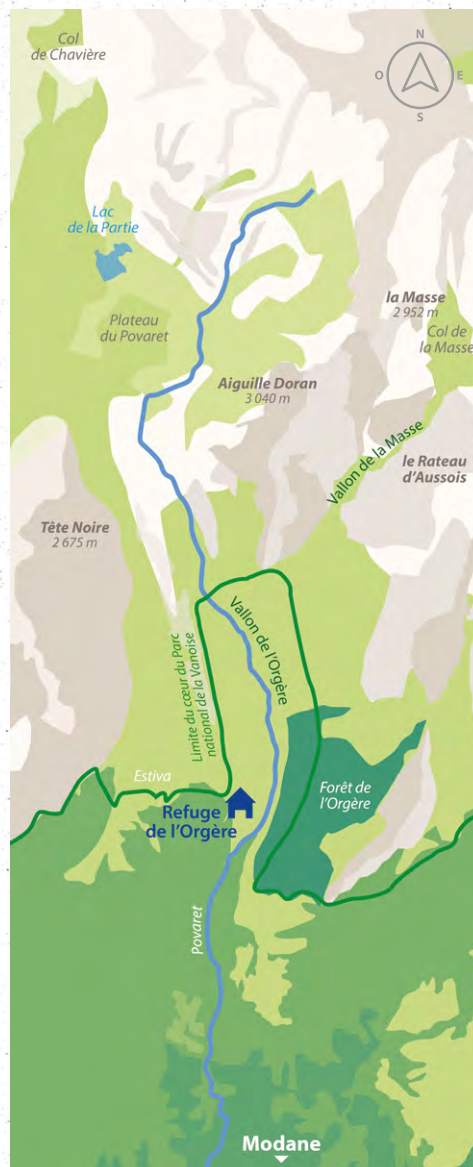 Col
de Chavière
N
O
E
S
Lac
de la Partie
la Masse
2 952 m
Plateau
du Povaret
Col de
la Masse
Aiguille Doran
3 040 m
Vallon de la Masse
le Rateau
d'Aussois
Tête Noire
2 675 m
Vallon de l'Orgère
Limite du cœur du Parc
national de la Vanoise
Estiva
Forêt de
l'Orgère
Refuge
de l'Orgère
Povaret
Modane